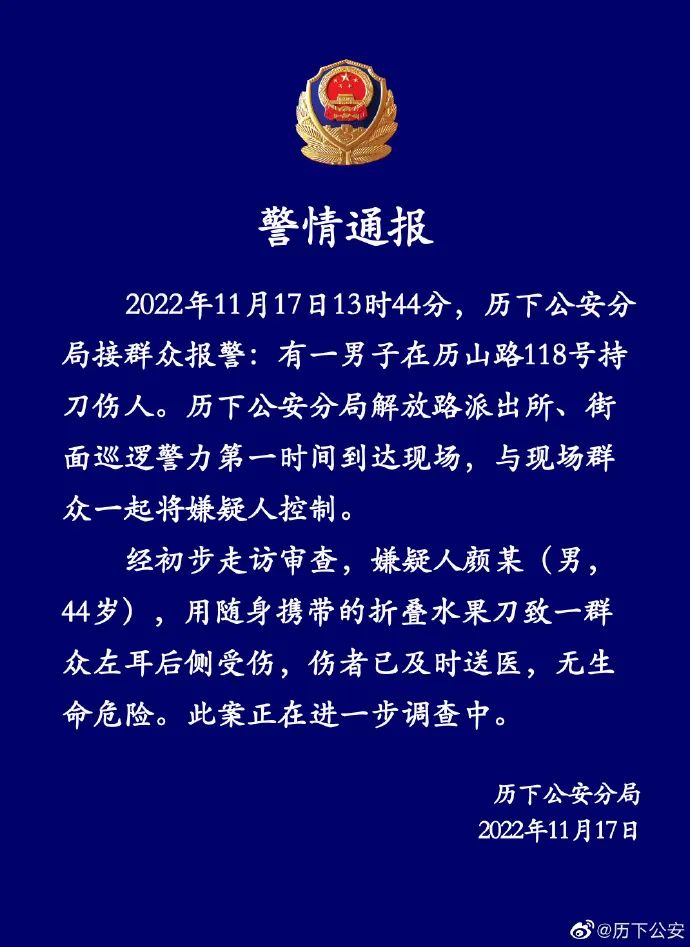 警情通报
2022年11月17日13时44分，历下公安分
局接群众报警：有一男子在历山路118号持
刀伤人。历下公安分局解放路派出所、街
面巡逻警力第一时间到达现场，与现场群
众一起将嫌疑人控制。
经初步走访审查，嫌疑人颜某（男，
44岁），用随身携带的折叠水果刀致一群
众左耳后侧受伤，伤者已及时送医，无生
命危险。此案正在进一步调查中。
历下公安分局
2022年11月17日
@历下公安